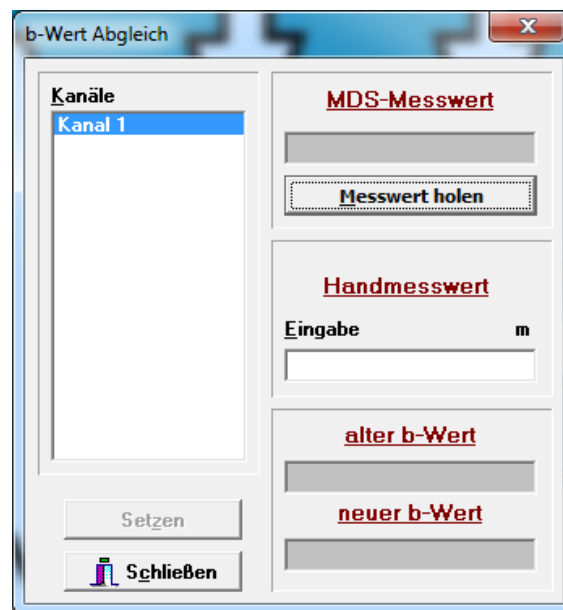 b-Wert Abgleich
Kanäle
Kanal 1
MDS-Messwert
Messwert holen
Handmesswert
Eingabe m
alter b-Wert
neuer b-Wert
Setzen
Schließen